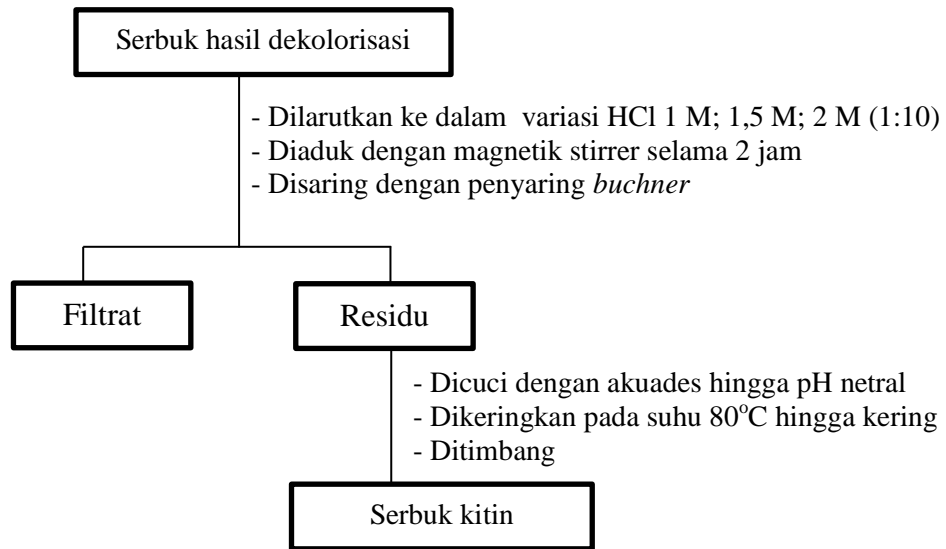 Serbuk hasil dekolorisasi
- Dilarutkan ke dalam variasi HCl 1 M; 1,5 M; 2 M (1:10)
- Diaduk dengan magnetik stirrer selama 2 jam
- Disaring dengan penyaring buchner
Filtrat
Residu
- Dicuci dengan akuades hingga pH netral
- Dikeringkan pada suhu 80°C hingga kering
- Ditimbang
Serbuk kitin